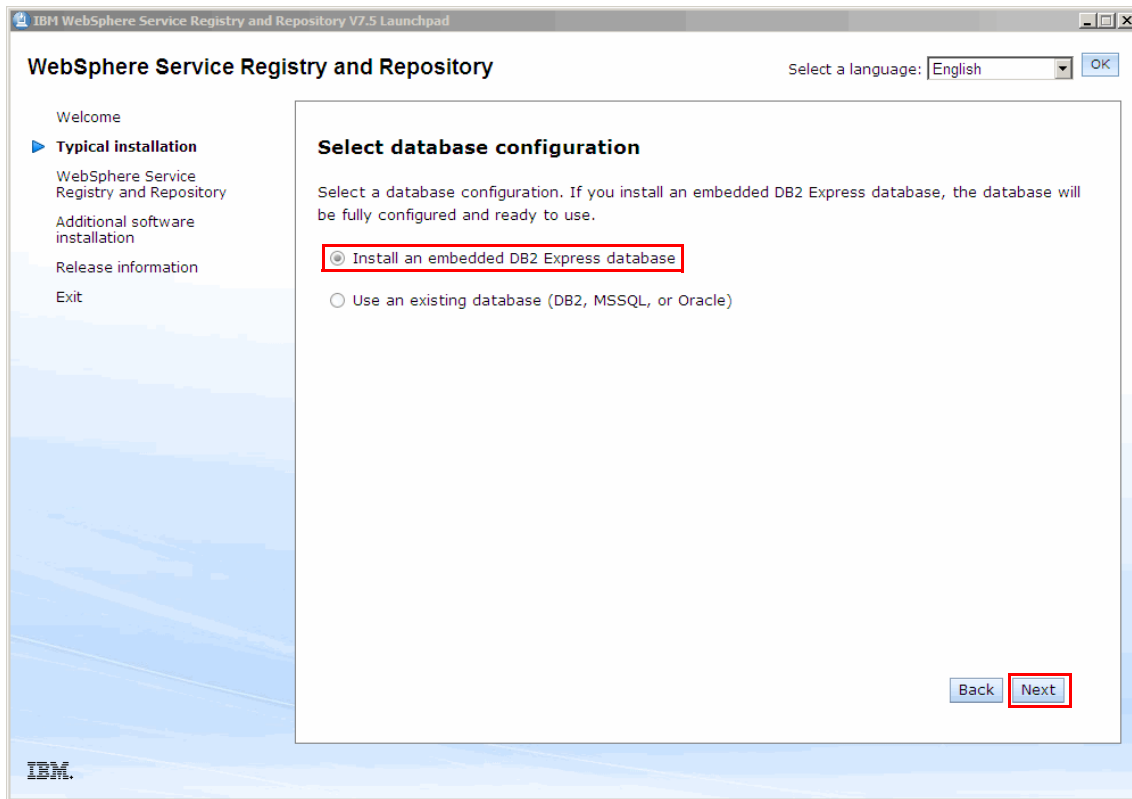 IBM WebSphere Service Registry and Repository V7.5 Launchpad
WebSphere Service Registry and Repository
Select a language: English OK
Welcome
Typical installation
WebSphere Service
Registry and Repository
Additional software
installation
Release information
Exit
Select database configuration
Select a database configuration. If you install an embedded DB2 Express database, the database will
be fully configured and ready to use.
Install an embedded DB2 Express database
Use an existing database (DB2, MSSQL, or Oracle)
Back Next
IBM.